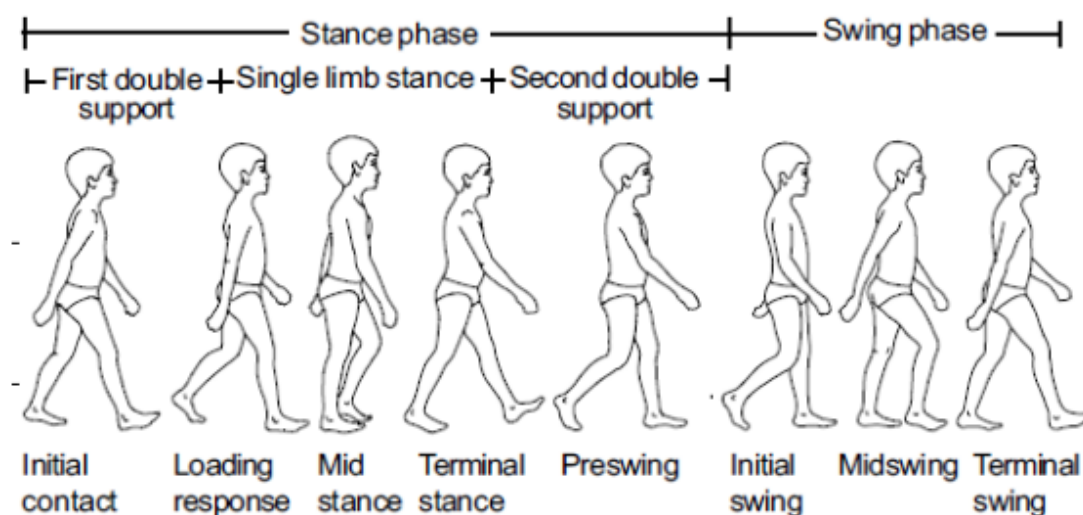 Stance phase
Swing phase
First double
support
Single limb stance
Second double
support
Initial
contact
Loading
response
Mid
stance
Terminal
stance
Preswing
Initial
swing
Midswing
Terminal
swing